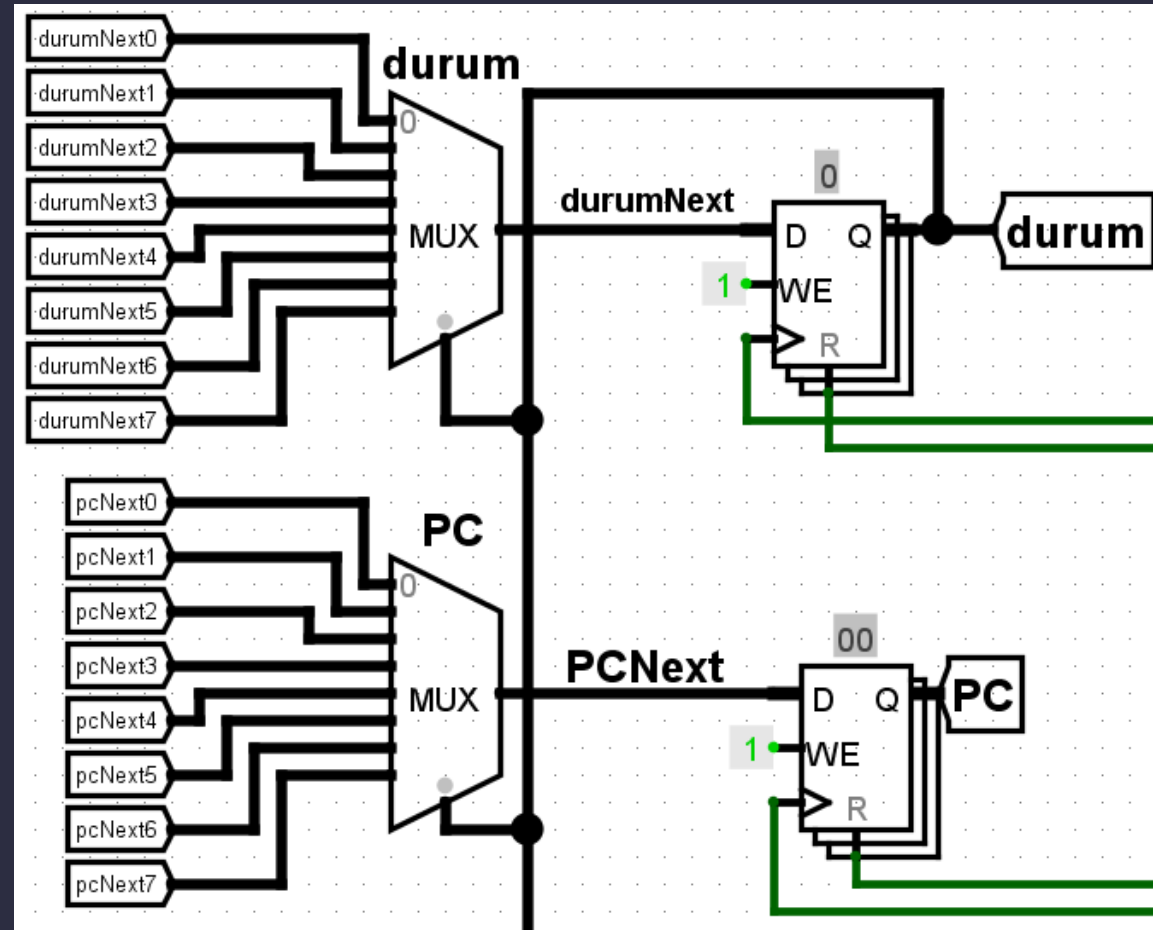 durumNext0
durumNext1
durumNext2
durumNext3
durumNext4
durumNext5
durumNext6
durumNext7
durum
0
MUX
durumNext
0
D Q
1
WE
R
durum
pcNext0
pcNext1
pcNext2
pcNext3
pcNext4
pcNext5
pcNext6
pcNext7
PC
0
MUX
PCNext
00
D Q
1
WE
R
PC